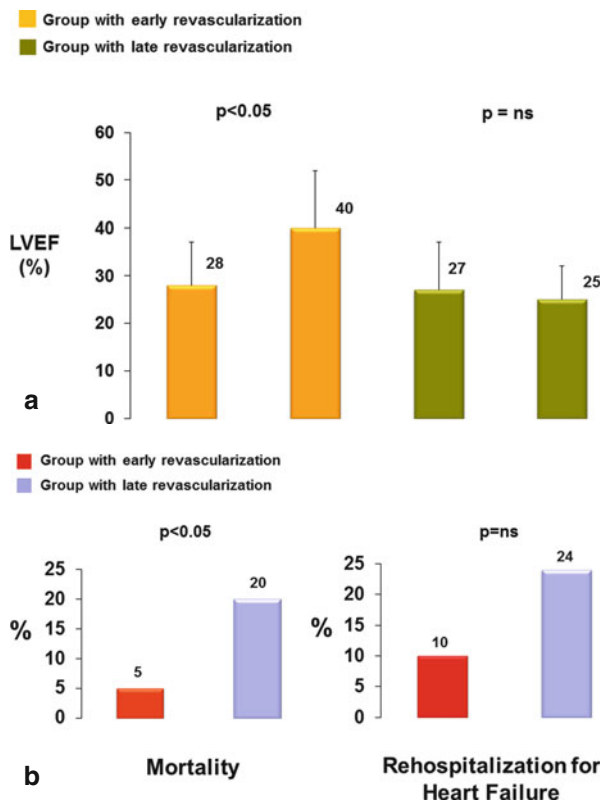 Group with early revascularization
Group with late revascularization
p<0.05
p = ns
60
50
40
30
20
10
0
LVEF
(%)
28
40
27
25
a
Group with early revascularization
Group with late revascularization
p<0.05
25
20
15
10
5
0
%
5
20
Mortality
p=ns
25
20
15
10
5
0
%
10
24
Rehospitalization for
Heart Failure
b